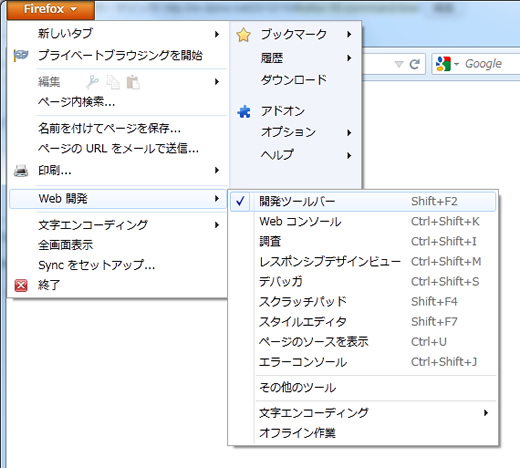 Firefox
新しいタブ
プライベートブラウジングを開始
編集
ページ内検索...
名前を付けてページを保存...
ページの URL をメールで送信...
印刷...
Web 開発
文字エンコーディング
全画面表示
Sync をセットアップ...
終了
ブックマーク
履歴
ダウンロード
アドオン
オプション
ヘルプ
Google
開発ツールバー Shift+F2
Web コンソール Ctrl+Shift+K
調査 Ctrl+Shift+I
レスポンシブデザインビュー Ctrl+Shift+M
デバッガ Ctrl+Shift+S
スクラッチパッド Shift+F4
スタイルエディタ Shift+F7
ページのソースを表示 Ctrl+U
エラーコンソール Ctrl+Shift+J
その他のツール
文字エンコーディング
オフライン作業